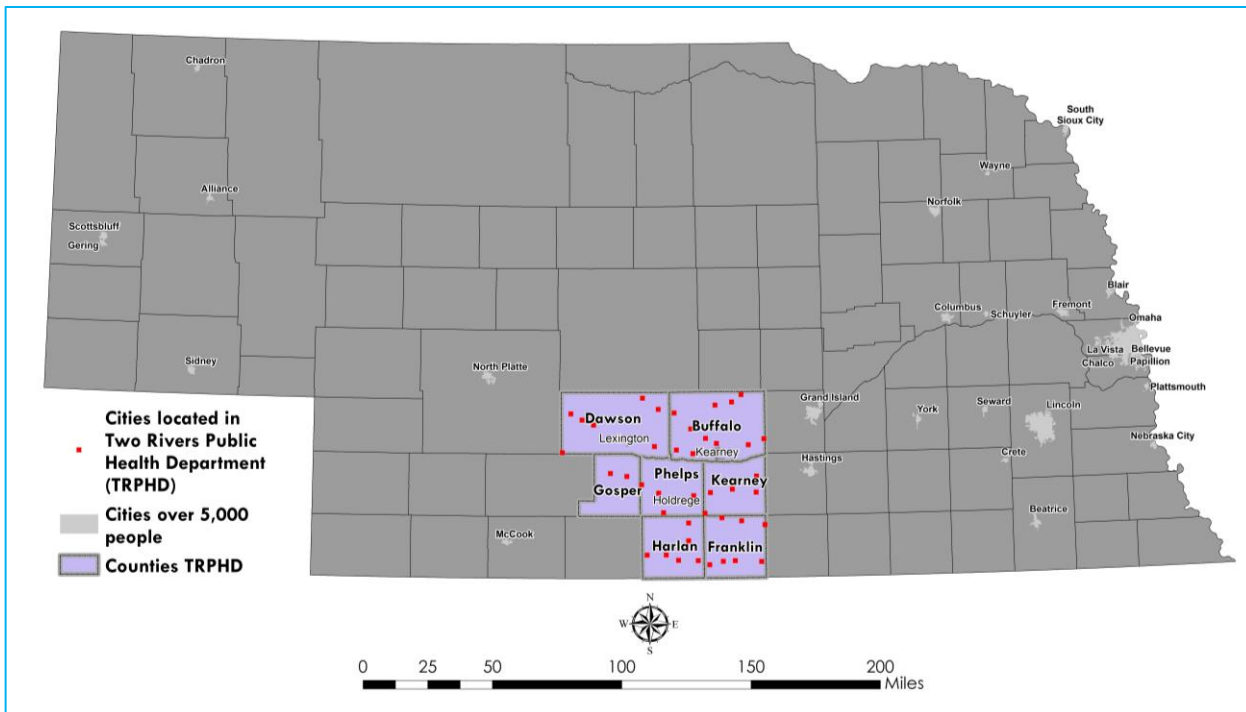 Chadron
South
Sioux City
Wayne
Alliance
Norfolk
Scottsbluff
Gering
Blair
Columbus
Schuyler
Fremont
Omaha
La Vista
Bellevue
Chalco
Papillion
Sidney
North Platte
Plattsmouth
Grand Island
York
Seward
Lincoln
Dawson
Buffalo
Lexington
Kearney
Nebraska City
Hastings
Crete
Phelps
Kearney
Gosper
Holdrege
Beatrice
McCook
Harlan
Franklin
Cities located in
Two Rivers Public
Health Department
(TRPHD)
Cities over 5,000
people
Counties TRPHD
N
W E
S
0 25 50 100 150 200
Miles